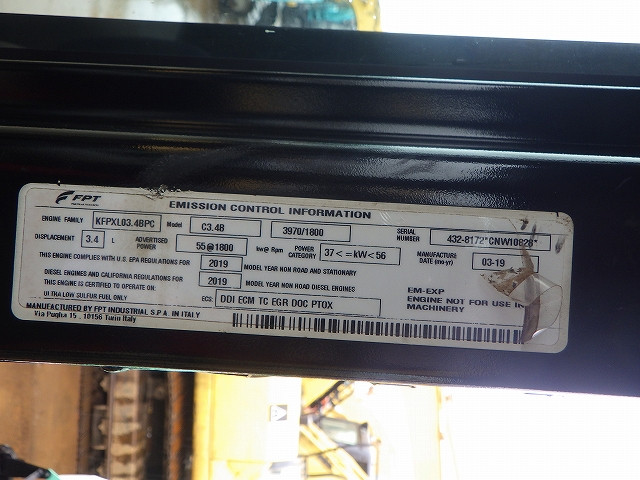 FPT
EMISSION CONTROL INFORMATION
ENGINE FAMILY KFPXL03.4BPC Model C3.4B 3970/1800 SERIAL NUMBER 432-8172*CNW10828*
DISPLACEMENT 3.4 L ADVERTISED POWER 55@1800 kw@Rpm POWER CATEGORY 37<=kW<56 MANUFACTURE DATE (mo-yr) 03-19
THIS ENGINE COMPLIES WITH U.S. EPA REGULATIONS FOR 2019 MODEL YEAR NON ROAD AND STATIONARY
DIESEL ENGINES AND CALIFORNIA REGULATIONS FOR 2019 MODEL YEAR NON ROAD DIESEL ENGINES
THIS ENGINE IS CERTIFIED TO OPERATE ON:
ULTRA LOW SULFUR FUEL ONLY ECS: DDI ECM TC EGR DOC PTOX
EM-EXP
ENGINE NOT FOR USE IN
MACHINERY
MANUFACTURED BY FPT INDUSTRIAL S.P.A. IN ITALY
Via Puglia 15 . 10156 Turin Italy